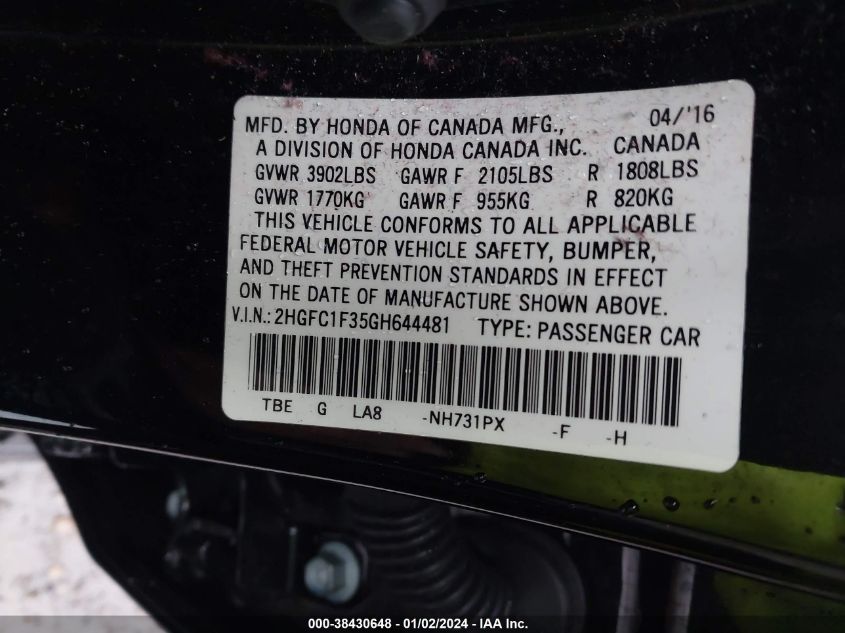 04/'16
MFD. BY HONDA OF CANADA MFG.,
A DIVISION OF HONDA CANADA INC. CANADA
GVWR 3902LBS GAWR F 2105LBS R 1808LBS
GVWR 1770KG GAWR F 955KG R 820KG
THIS VEHICLE CONFORMS TO ALL APPLICABLE
FEDERAL MOTOR VEHICLE SAFETY, BUMPER,
AND THEFT PREVENTION STANDARDS IN EFFECT
ON THE DATE OF MANUFACTURE SHOWN ABOVE.
V.I.N.: 2HGFC1F35GH644481 TYPE: PASSENGER CAR
TBE G LA8 -NH731PX -F -H
000-38430648 - 01/02/2024 - IAA Inc.